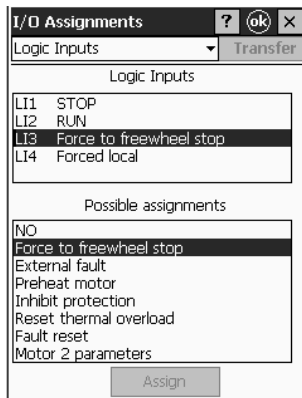 I/O Assignments ? ok ×
Logic Inputs Transfer
Logic Inputs
LI1 STOP
LI2 RUN
LI3 Force to freewheel stop
LI4 Forced local
Possible assignments
NO
Force to freewheel stop
External fault
Preheat motor
Inhibit protection
Reset thermal overload
Fault reset
Motor 2 parameters
Assign